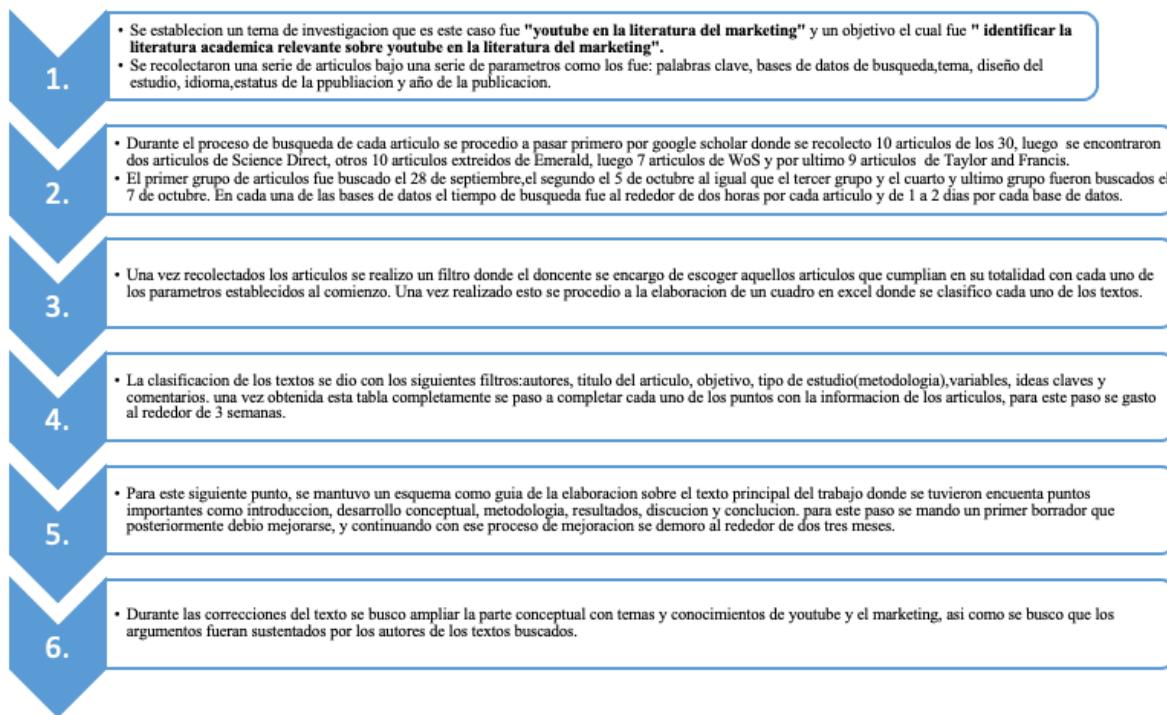 1.
• Se establecion un tema de investigacion que es este caso fue "youtube en la literatura del marketing" y un objetivo el cual fue " identificar la
literatura academica relevante sobre youtube en la literatura del marketing".
• Se recolectaron una serie de articulos bajo una serie de parametros como los fue: palabras clave, bases de datos de busqueda,tema, diseño del
estudio, idioma,estatus de la ppubliacion y año de la publicacion.
2.
• Durante el proceso de busqueda de cada articulo se procedio a pasar primero por google scholar donde se recolecto 10 articulos de los 30, luego se encontraron
dos articulos de Science Direct, otros 10 articulos extreidos de Emerald, luego 7 articulos de WoS y por ultimo 9 articulos de Taylor and Francis.
• El primer grupo de articulos fue buscado el 28 de septiembre,el segundo el 5 de octubre al igual que el tercer grupo y el cuarto y ultimo grupo fueron buscados el
7 de octubre. En cada una de las bases de datos el tiempo de busqueda fue al rededor de dos horas por cada articulo y de 1 a 2 dias por cada base de datos.
3.
• Una vez recolectados los articulos se realizo un filtro donde el doncente se encargo de escoger aquellos articulos que cumplian en su totalidad con cada uno de
los parametros establecidos al comienzo. Una vez realizado esto se procedio a la elaboracion de un cuadro en excel donde se clasifico cada uno de los textos.
4.
• La clasificacion de los textos se dio con los siguientes filtros:autores, titulo del articulo, objetivo, tipo de estudio(metodologia),variables, ideas claves y
comentarios. una vez obtenida esta tabla completamente se paso a completar cada uno de los puntos con la informacion de los articulos, para este paso se gasto
al rededor de 3 semanas.
5.
• Para este siguiente punto, se mantuvo un esquema como guia de la elaboracion sobre el texto principal del trabajo donde se tuvieron encuenta puntos
importantes como introduccion, desarrollo conceptual, metodologia, resultados, discucion y conclucion. para este paso se mando un primer borrador que
posteriormente debio mejorarse, y continuando con ese proceso de mejoracion se demoro al rededor de dos tres meses.
6.
• Durante las correcciones del texto se busco ampliar la parte conceptual con temas y conocimientos de youtube y el marketing, asi como se busco que los
argumentos fueran sustentados por los autores de los textos buscados.